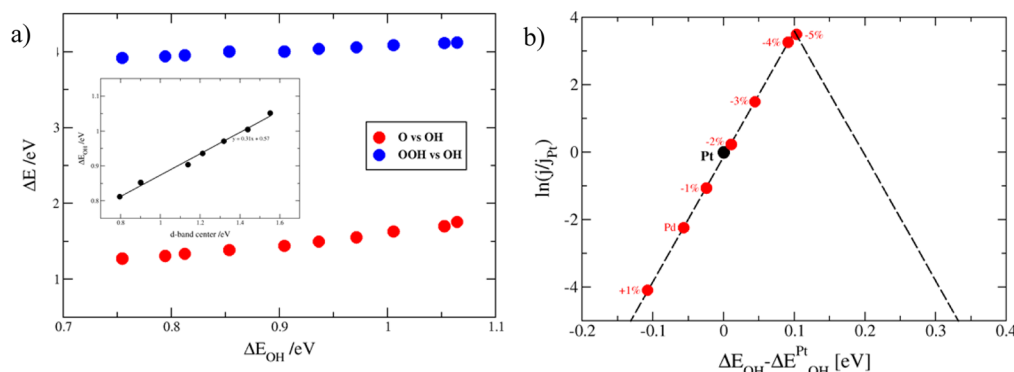 a)
4
3
2
1
ΔE /eV
0.7
0.8
0.9
1
1.1
ΔE_OH /eV
O vs OH
OOH vs OH
1.1
1
0.9
0.8
ΔE_OH /eV
y = 0.31x + 0.57
0.8
1
1.2
1.4
1.6
d-band center /eV
b)
4
2
0
-2
-4
ln(j/j_Pt)
-5%
-4%
-3%
-2%
Pt
-1%
Pd
+1%
-0.2
-0.1
0
0.1
0.2
0.3
0.4
ΔE_OH-ΔE^Pt_OH [eV]